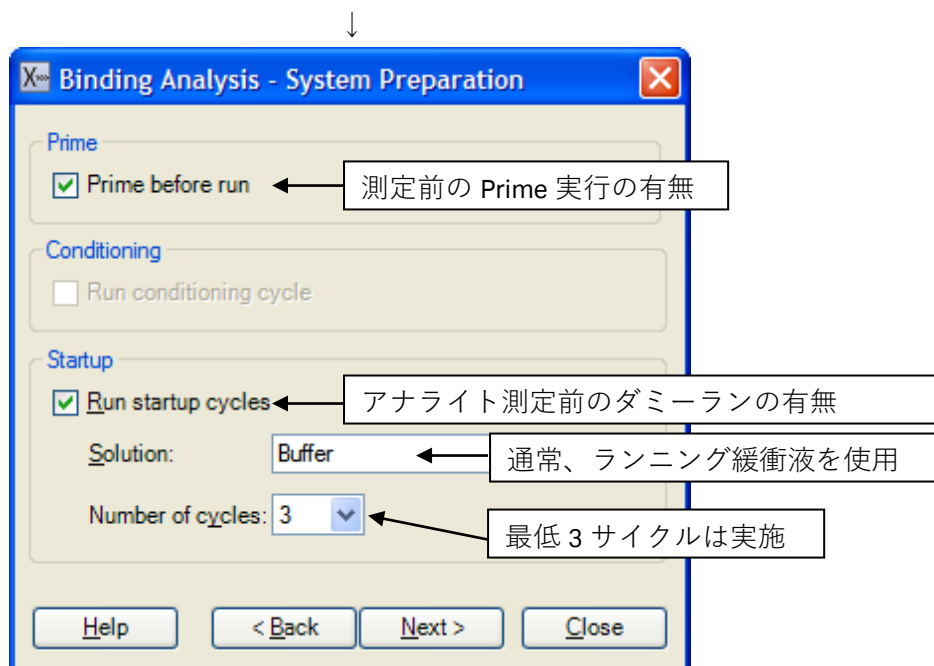 ↓
Binding Analysis - System Preparation
Prime
Prime before run
測定前の Prime 実行の有無
Conditioning
Run conditioning cycle
Startup
Run startup cycles
アナライト測定前のダミーランの有無
Solution:
Buffer
通常、ランニング緩衝液を使用
Number of cycles:
3
最低 3 サイクルは実施
Help
< Back
Next >
Close